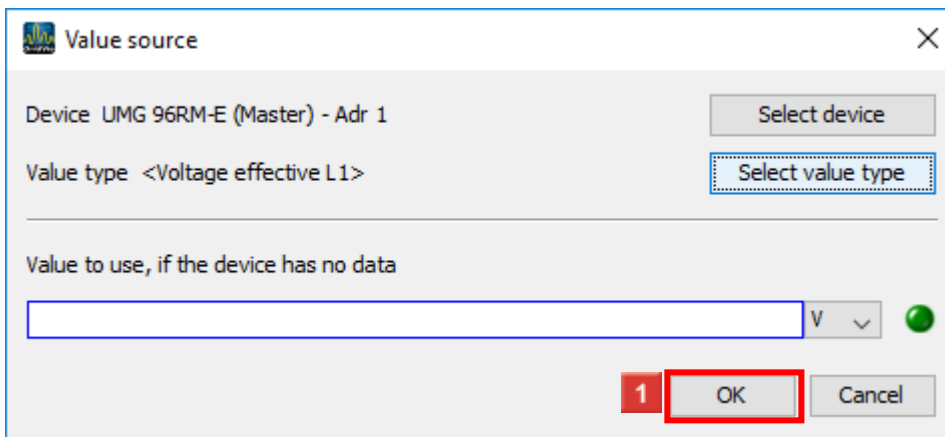 Value source
Device UMG 96RM-E (Master) - Adr 1
Select device
Value type <Voltage effective L1>
Select value type
Value to use, if the device has no data
V
1
OK
Cancel